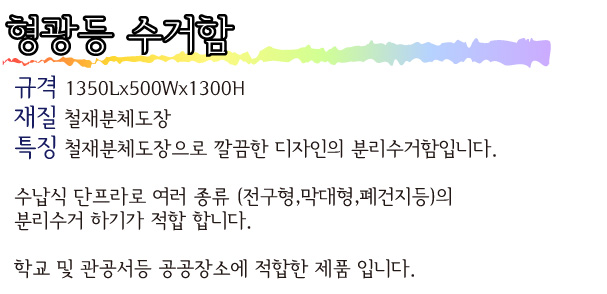 형광등 수거함
규격 1350Lx500Wx1300H
재질 철재분체도장
특징 철재분체도장으로 깔끔한 디자인의 분리수거함입니다.
수납식 단프라로 여러 종류 (전구형,막대형,폐건지등)의
분리수거 하기가 적합 합니다.
학교 및 관공서등 공공장소에 적합한 제품 입니다.